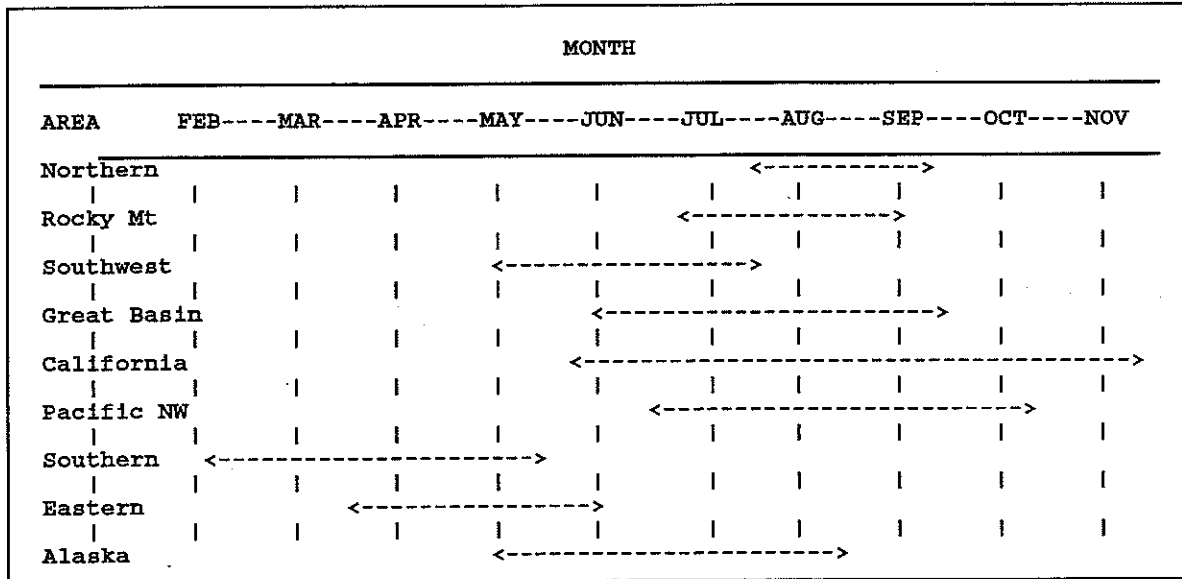 MONTH
AREA FEB----MAR----APR----MAY----JUN----JUL----AUG----SEP----OCT----NOV
Northern <----------->
| | | | | | | | | |
Rocky Mt <-------------->
| | | | | | | | | |
Southwest <----------------->
| | | | | | | | | |
Great Basin <----------------------->
| | | | | | | | | |
California <-------------------------------------->
| | | | | | | | | |
Pacific NW <------------------------->
| | | | | | | | | |
Southern <---------------------->
| | | | | | | | | |
Eastern <---------------->
| | | | | | | | | |
Alaska <----------------------->